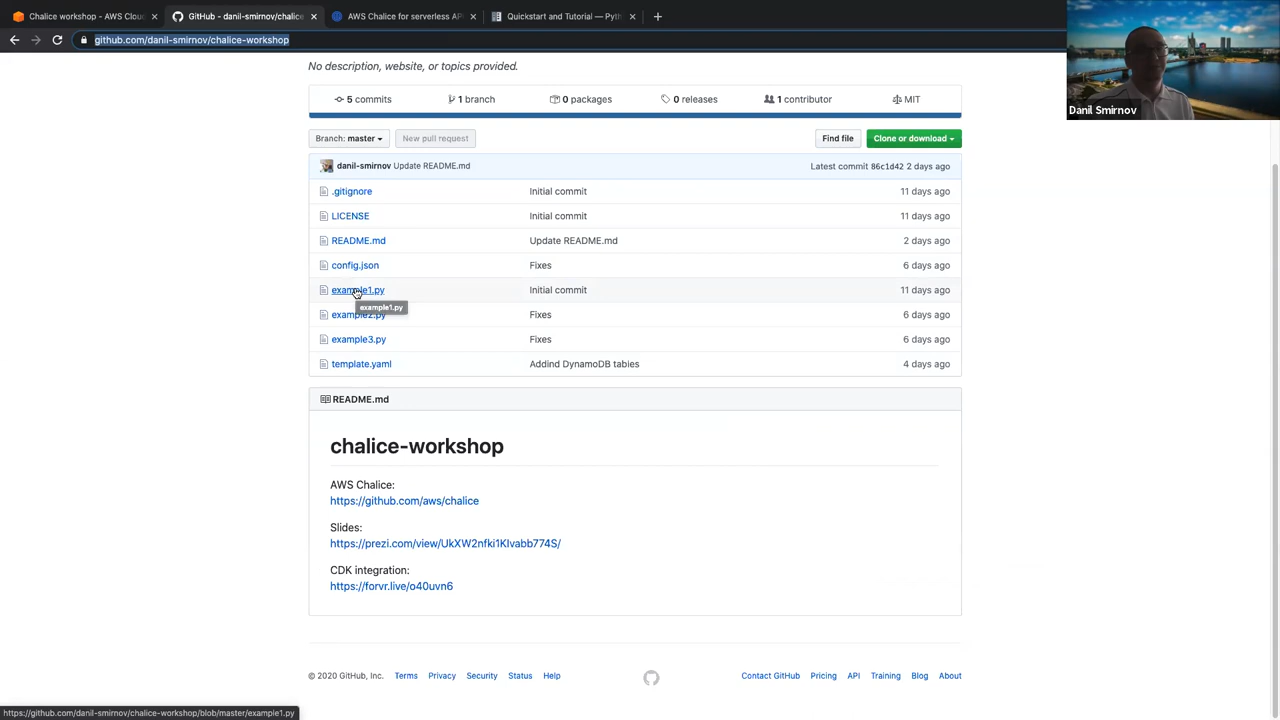 Chalice workshop - AWS Clou
GitHub - danil-smirnov/chalice
AWS Chalice for serverless AP
Quickstart and Tutorial — Pyth
github.com/danil-smirnov/chalice-workshop
Danil Smirnov
No description, website, or topics provided.
5 commits
1 branch
0 packages
0 releases
1 contributor
MIT
Branch: master
New pull request
Find file
Clone or download
danil-smirnov Update README.md
Latest commit 86c1d42 2 days ago
.gitignore Initial commit 11 days ago
LICENSE Initial commit 11 days ago
README.md Update README.md 2 days ago
config.json Fixes 6 days ago
example1.py Initial commit 11 days ago
example1.py
example2.py Fixes 6 days ago
example3.py Fixes 6 days ago
template.yaml Addind DynamoDB tables 4 days ago
README.md
chalice-workshop
AWS Chalice:
https://github.com/aws/chalice
Slides:
https://prezi.com/view/UkXW2nfki1KIvabb774S/
CDK integration:
https://forvr.live/o40uvn6
© 2020 GitHub, Inc.
Terms
Privacy
Security
Status
Help
Contact GitHub
Pricing
API
Training
Blog
About
https://github.com/danil-smirnov/chalice-workshop/blob/master/example1.py